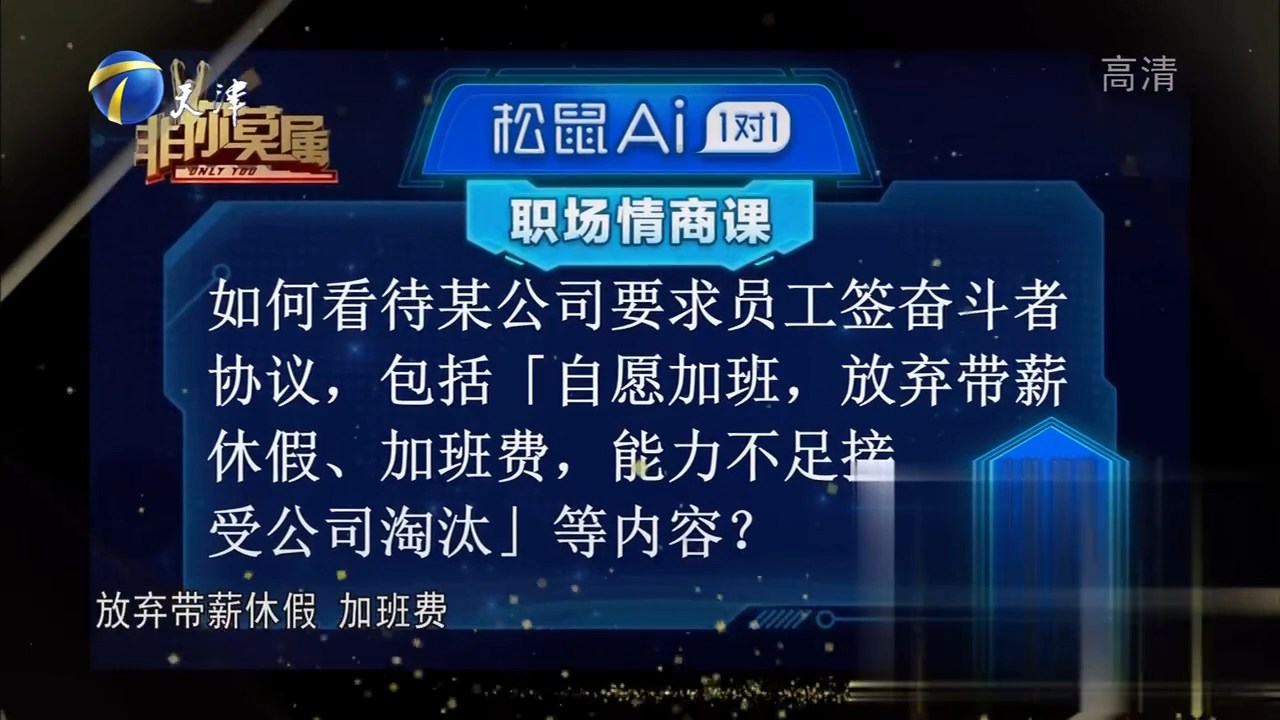 天津
高清
非你莫属
ONLY YOU
松鼠Ai 1对1
职场情商课
如何看待某公司要求员工签奋斗者
协议，包括「自愿加班，放弃带薪
休假、加班费，能力不足接
受公司淘汰」等内容？
放弃带薪休假 加班费